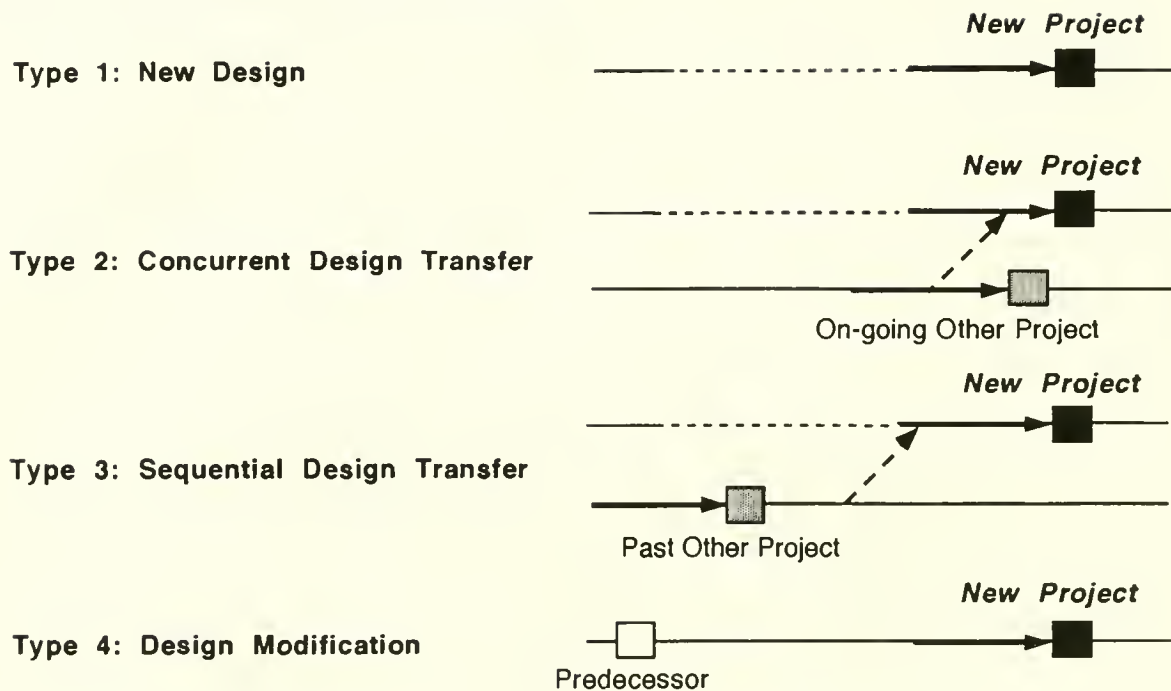 New Project
Type 1: New Design
New Project
Type 2: Concurrent Design Transfer
On-going Other Project
New Project
Type 3: Sequential Design Transfer
Past Other Project
New Project
Type 4: Design Modification
Predecessor